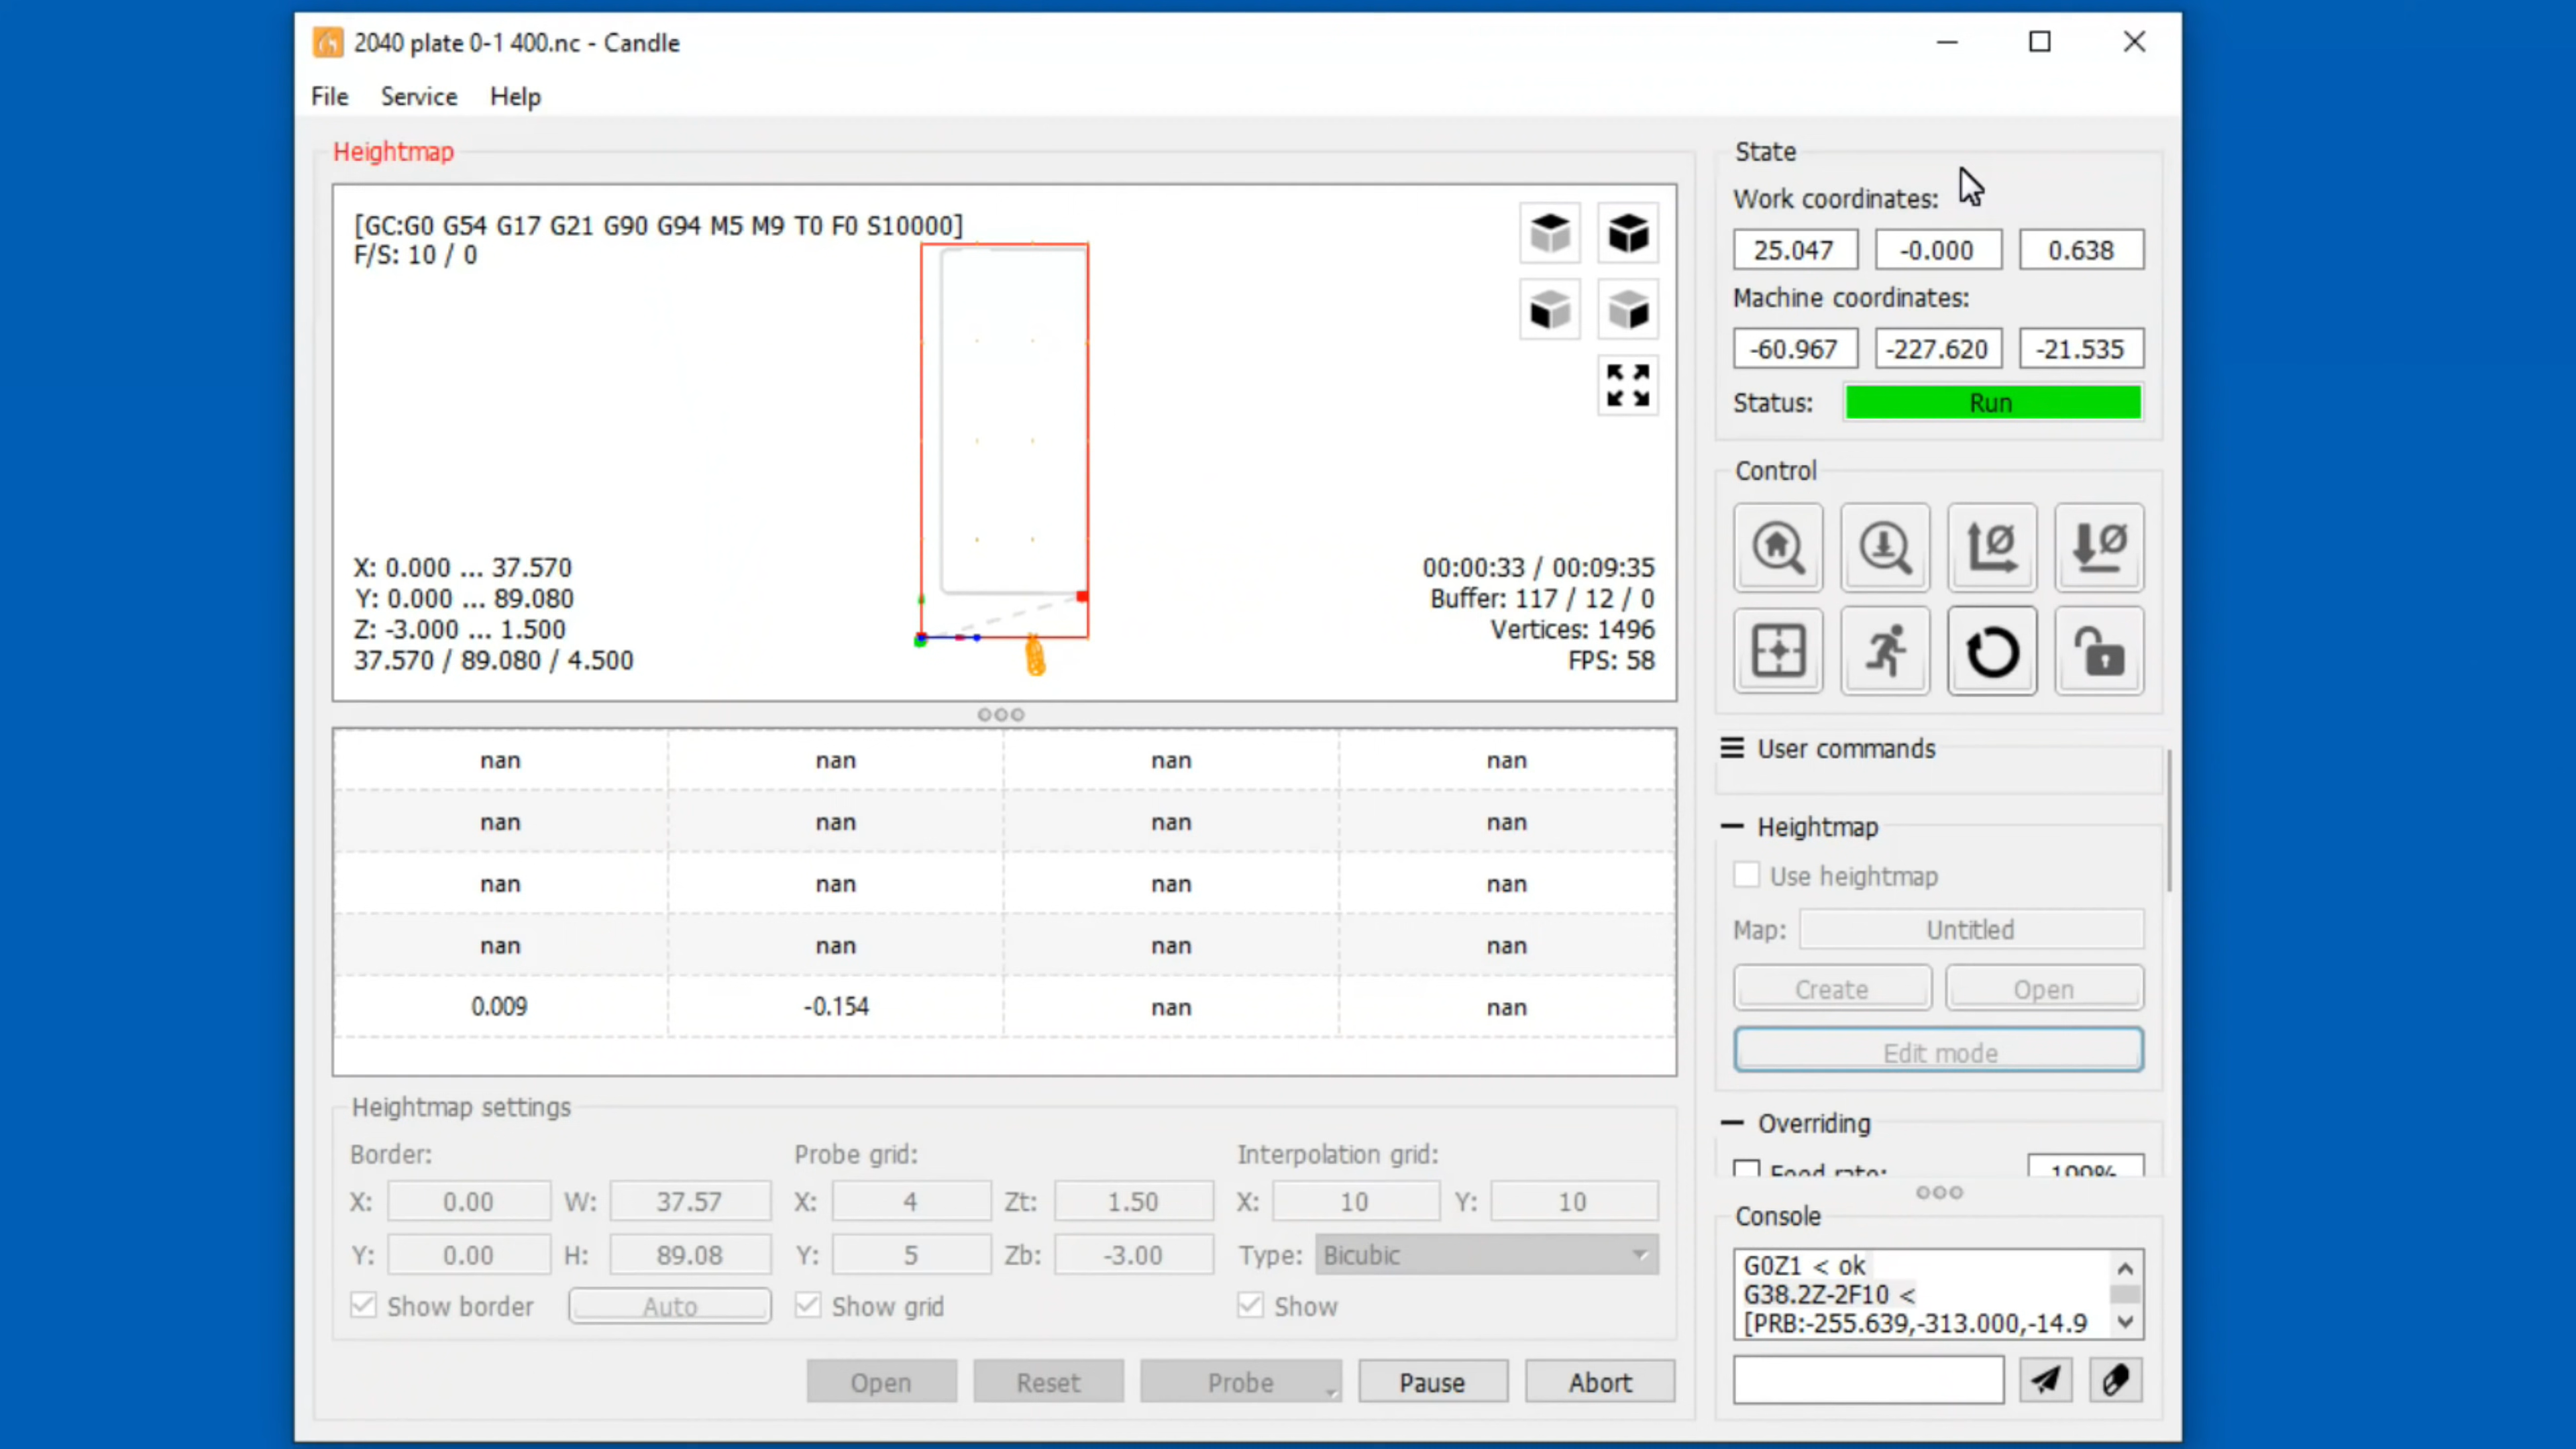 2040 plate 0-1 400.nc - Candle
File Service Help
Heightmap
[GC:G0 G54 G17 G21 G90 G94 M5 M9 T0 F0 S10000]
F/S: 10 / 0
X: 0.000 ... 37.570
Y: 0.000 ... 89.080
Z: -3.000 ... 1.500
37.570 / 89.080 / 4.500
00:00:33 / 00:09:35
Buffer: 117 / 12 / 0
Vertices: 1496
FPS: 58
nan nan nan nan
nan nan nan nan
nan nan nan nan
nan nan nan nan
0.009 -0.154 nan nan
Heightmap settings
Border: Probe grid: Interpolation grid:
X: 0.00 W: 37.57 X: 4 Zt: 1.50 X: 10 Y: 10
Y: 0.00 H: 89.08 Y: 5 Zb: -3.00 Type: Bicubic
Show border Auto Show grid Show
Open Reset Probe Pause Abort
State
Work coordinates:
25.047 -0.000 0.638
Machine coordinates:
-60.967 -227.620 -21.535
Status: Run
Control
User commands
Heightmap
Use heightmap
Map: Untitled
Create Open
Edit mode
Overriding
Feed rate:
Console
G0Z1 < ok
G38.2Z-2F10 <
[PRB:-255.639,-313.000,-14.9